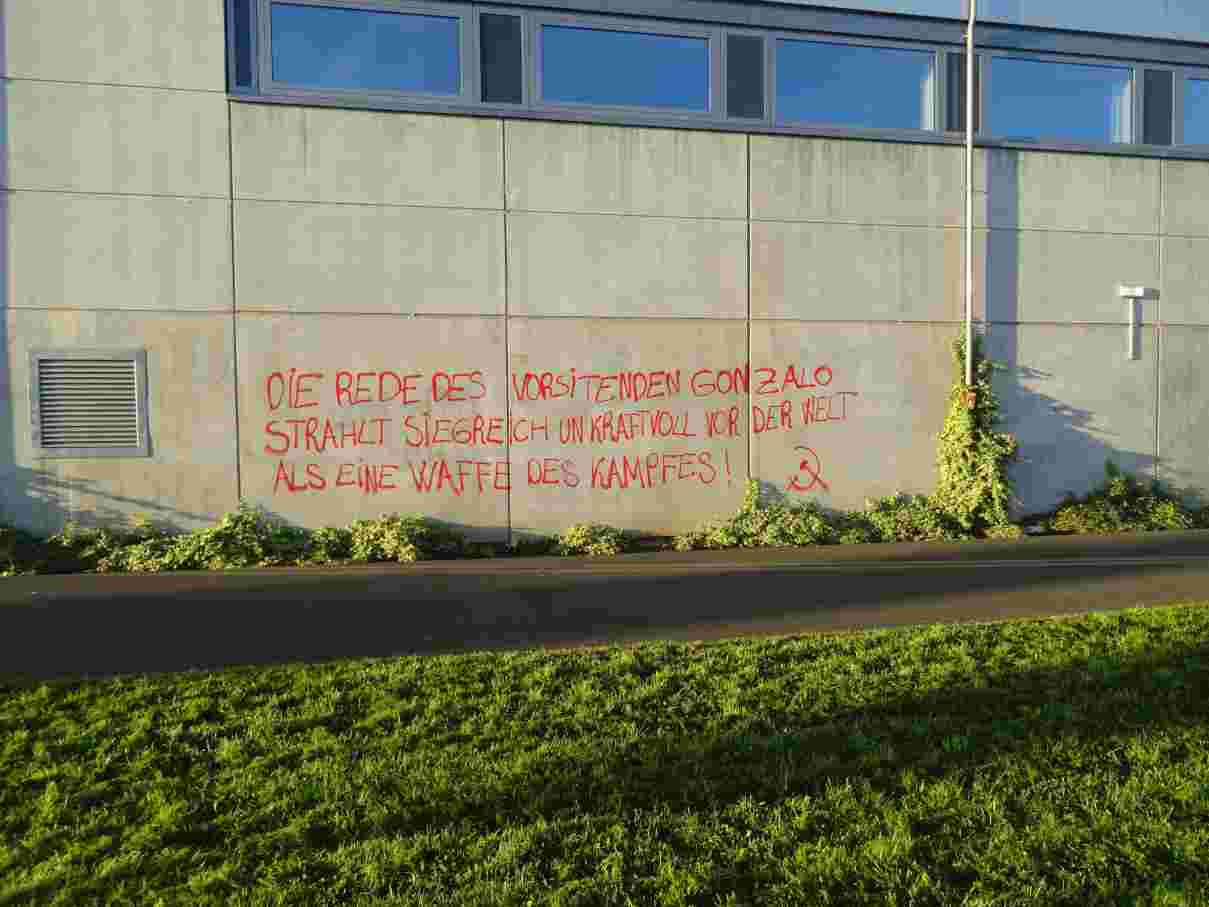 DIE REDE DES VORSITENDEN GONZALO
STRAHLT SIEGREICH UN KRAFTVOLL VOR DER WELT
ALS EINE WAFFE DES KAMPFES!